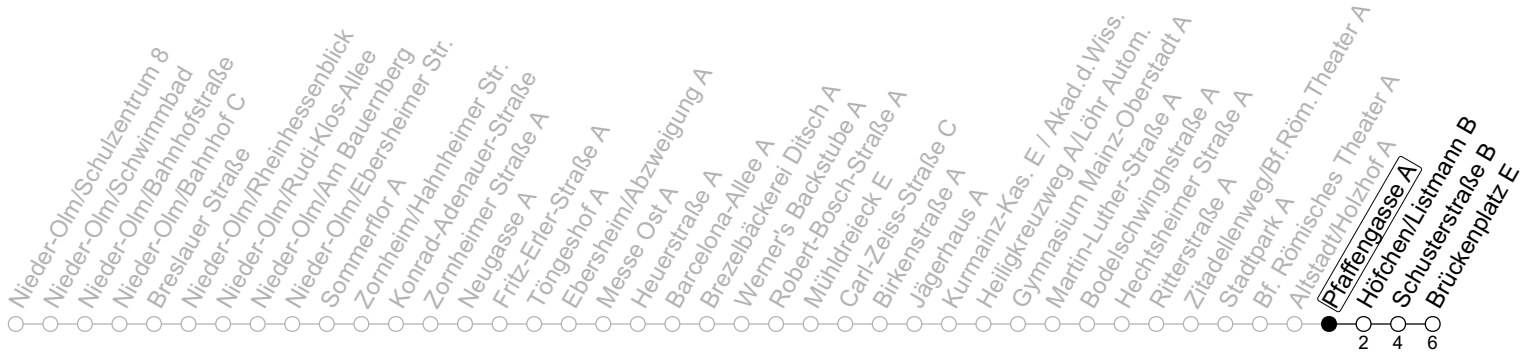 Nieder-Olm/Schulzentrum 8
Nieder-Olm/Schwimmbad
Nieder-Olm/Bahnhofstraße
Nieder-Olm/Bahnhof C
Breslauer Straße
Nieder-Olm/Rheinhessenblick
Nieder-Olm/Rudi-Klos-Allee
Nieder-Olm/Am Bauernberg
Nieder-Olm/Ebersheimer Str.
Sommerflor A
Zornheim/Hahnheimer Str.
Konrad-Adenauer-Straße
Zornheimer Straße A
Neugasse A
Fritz-Erler-Straße A
Töngeshof A
Ebersheim/Abzweigung A
Messe Ost A
Heuerstraße A
Barcelona-Allee A
Brezelbäckerei Ditsch A
Werner's Backstube A
Robert-Bosch-Straße A
Mühldreieck E
Carl-Zeiss-Straße C
Birkenstraße A
Jägerhaus A
Kurmainz-Kas. E / Akad.d.Wiss.
Heiligkreuzweg A/Löhr Autom.
Gymnasium Mainz-Oberstadt A
Martin-Luther-Straße A
Bodelschwinghstraße A
Hechtsheimer Straße A
Ritterstraße A
Zitadellenweg/Bf.Röm.Theater A
Stadtpark A
Bf. Römisches Theater A
Altstadt/Holzhof A
Pfaffengasse A
Höfchen/Listmann B
Schusterstraße B
Brückenplatz E
2 4 6